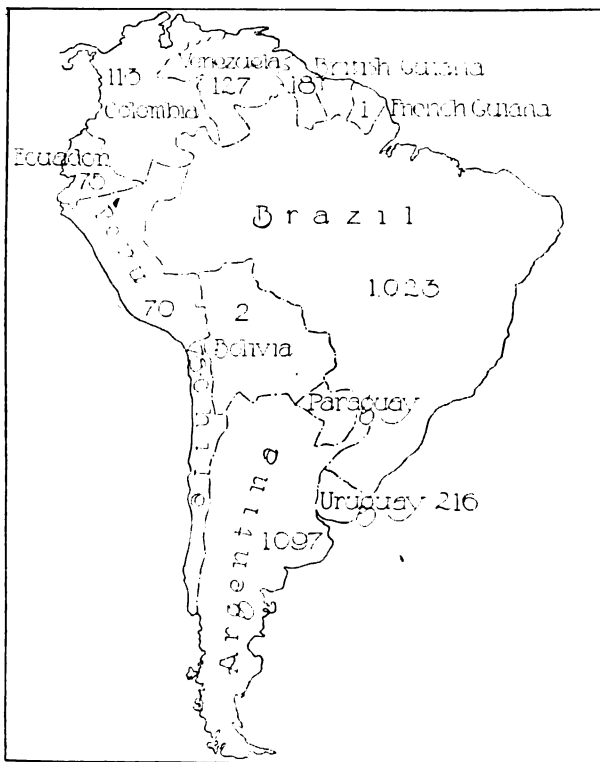 Venezuela
British Guiana
113
127
18
Colombia
1
French Guiana
Ecuador
75
Brazil
Peru
1,023
70
2
Bolivia
Paraguay
Uruguay 216
1097
Argentina